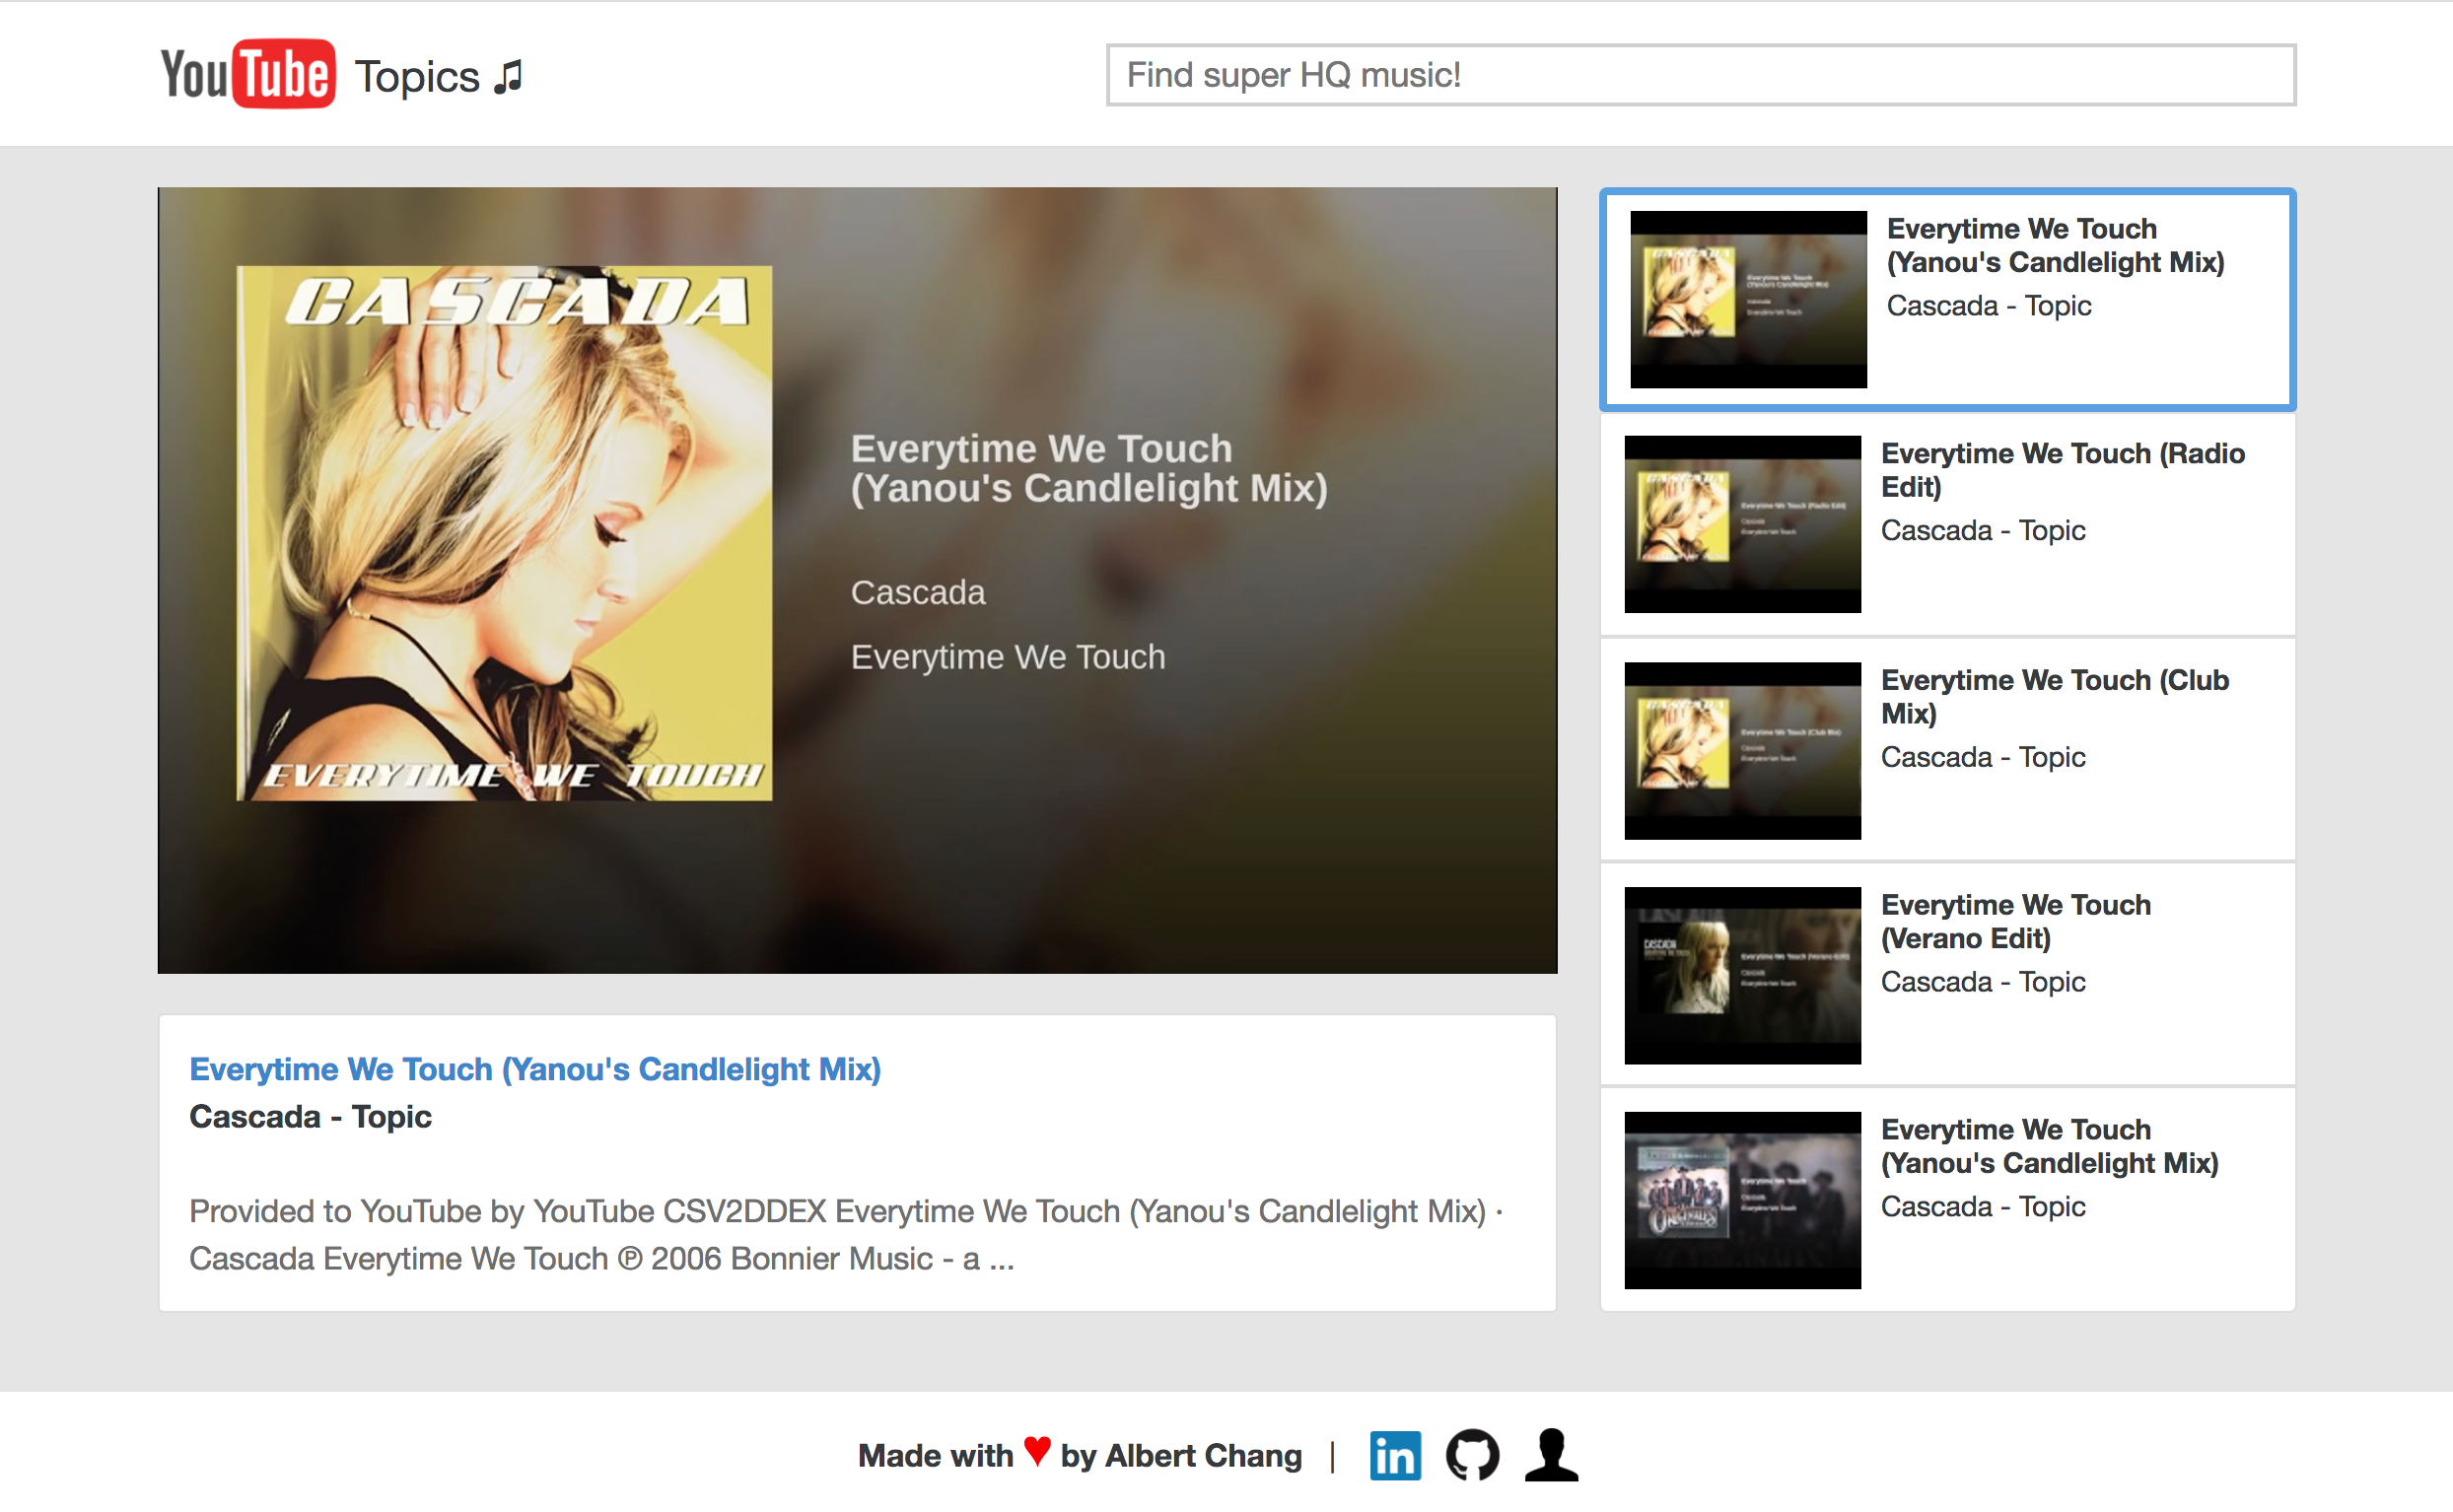 YouTube Topics ♫
Find super HQ music!
CASCADA
EVERYTIME WE TOUCH
Everytime We Touch
(Yanou's Candlelight Mix)
Cascada
Everytime We Touch
Everytime We Touch (Yanou's Candlelight Mix)
Cascada - Topic
Provided to YouTube by YouTube CSV2DDEX Everytime We Touch (Yanou's Candlelight Mix) ·
Cascada Everytime We Touch ℗ 2006 Bonnier Music - a ...
Everytime We Touch
(Yanou's Candlelight Mix)
Cascada - Topic
Everytime We Touch (Radio
Edit)
Cascada - Topic
Everytime We Touch (Club
Mix)
Cascada - Topic
Everytime We Touch
(Verano Edit)
Cascada - Topic
Everytime We Touch
(Yanou's Candlelight Mix)
Cascada - Topic
Made with ♥ by Albert Chang |
in